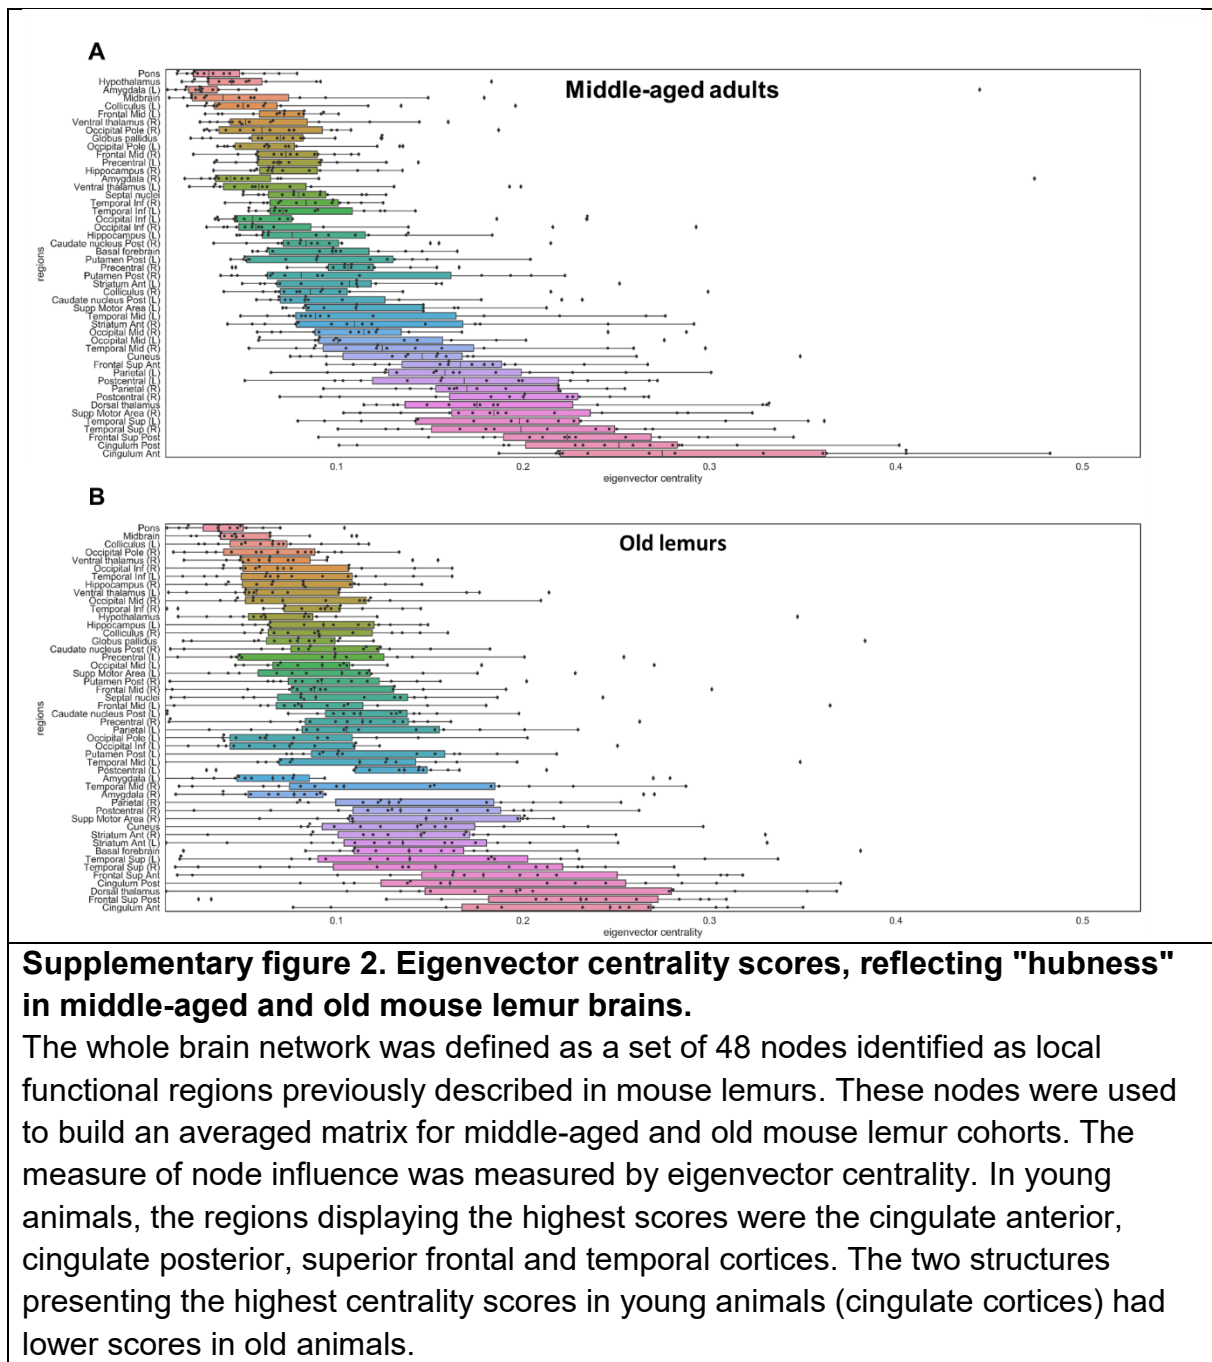 A
Middle-aged adults
Pons
Hypothalamus
Amygdala (L)
Midbrain
Colliculus (L)
Frontal Mid (L)
Ventral thalamus (R)
Occipital Pole (R)
Globus pallidus
Occipital Pole (L)
Frontal Mid (R)
Precentral (L)
Hippocampus (R)
Amygdala (R)
Ventral thalamus (L)
Septal nuclei
Temporal Inf (R)
Temporal Inf (L)
Occipital Inf (L)
Occipital Inf (R)
Hippocampus (L)
Caudate nucleus Post (R)
Basal forebrain
Putamen Post (L)
Precentral (R)
Putamen Post (R)
Striatum Ant (L)
Colliculus (R)
Caudate nucleus Post (L)
Supp Motor Area (L)
Temporal Mid (L)
Striatum Ant (R)
Occipital Mid (R)
Occipital Mid (L)
Temporal Mid (R)
Cuneus
Frontal Sup Ant
Parietal (L)
Postcentral (L)
Parietal (R)
Postcentral (R)
Dorsal thalamus
Supp Motor Area (R)
Temporal Sup (L)
Temporal Sup (R)
Frontal Sup Post
Cingulum Post
Cingulum Ant
regions
0.1 0.2 0.3 0.4 0.5
eigenvector centrality
B
Old lemurs
Pons
Midbrain
Colliculus (L)
Occipital Pole (R)
Ventral thalamus (R)
Occipital Inf (R)
Temporal Inf (L)
Hippocampus (R)
Ventral thalamus (L)
Occipital Mid (R)
Temporal Inf (R)
Hypothalamus
Hippocampus (L)
Colliculus (R)
Globus pallidus
Caudate nucleus Post (R)
Precentral (L)
Occipital Mid (L)
Supp Motor Area (L)
Putamen Post (R)
Frontal Mid (R)
Septal nuclei
Frontal Mid (L)
Caudate nucleus Post (L)
Precentral (R)
Parietal (L)
Occipital Pole (L)
Occipital Inf (L)
Putamen Post (L)
Temporal Mid (L)
Postcentral (L)
Amygdala (L)
Temporal Mid (R)
Amygdala (R)
Parietal (R)
Postcentral (R)
Supp Motor Area (R)
Cuneus
Striatum Ant (R)
Striatum Ant (L)
Basal forebrain
Temporal Sup (L)
Temporal Sup (R)
Frontal Sup Ant
Cingulum Post
Dorsal thalamus
Frontal Sup Post
Cingulum Ant
regions
0.1 0.2 0.3 0.4 0.5
eigenvector centrality
Supplementary figure 2. Eigenvector centrality scores, reflecting "hubness"
in middle-aged and old mouse lemur brains.
The whole brain network was defined as a set of 48 nodes identified as local
functional regions previously described in mouse lemurs. These nodes were used
to build an averaged matrix for middle-aged and old mouse lemur cohorts. The
measure of node influence was measured by eigenvector centrality. In young
animals, the regions displaying the highest scores were the cingulate anterior,
cingulate posterior, superior frontal and temporal cortices. The two structures
presenting the highest centrality scores in young animals (cingulate cortices) had
lower scores in old animals.